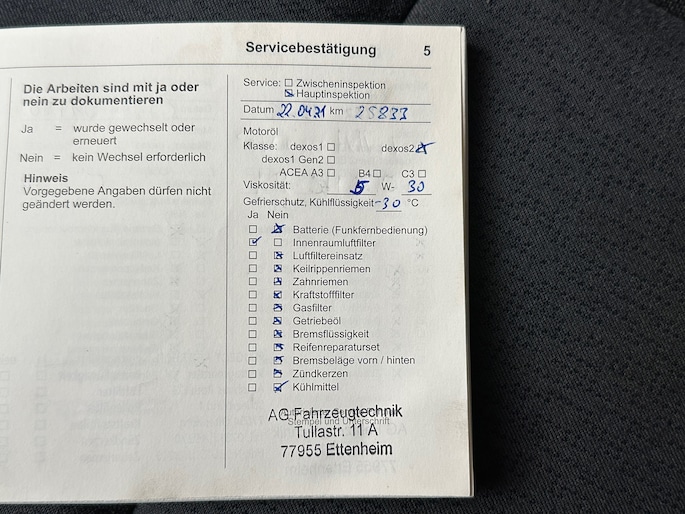 Servicebestätigung 5
Die Arbeiten sind mit ja oder
nein zu dokumentieren
Ja = wurde gewechselt oder
erneuert
Nein = kein Wechsel erforderlich
Hinweis
Vorgegebene Angaben dürfen nicht
geändert werden.
Service: Zwischeninspektion
Hauptinspektion
Datum 22.04.21 km 25833
Motoröl
Klasse: dexos1 dexos2
dexos1 Gen2
ACEA A3 B4 C3
Viskosität: 5 W- 30
Gefrierschutz, Kühlflüssigkeit -30 °C
Ja Nein
Batterie (Funkfernbedienung)
Innenraumluftfilter
Luftfiltereinsatz
Keilrippenriemen
Zahnriemen
Kraftstofffilter
Gasfilter
Getriebeöl
Bremsflüssigkeit
Reifenreparaturset
Bremsbeläge vorn / hinten
Zündkerzen
Kühlmittel
AG Fahrzeugtechnik
Stempel und Unterschrift
Tullastr. 11 A
77955 Ettenheim